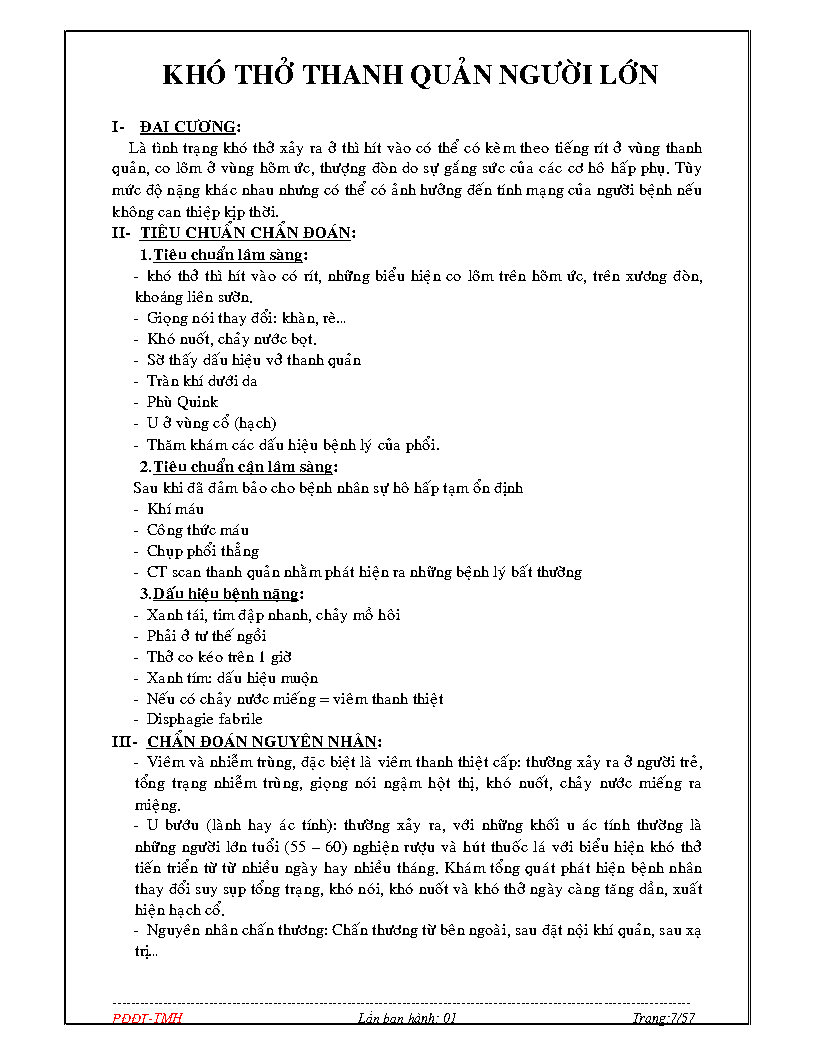 KHÓ THỞ THANH QUẢN NGƯỜI LỚN
I- ĐẠI CƯƠNG:
Là tình trạng khó thở xảy ra ở thì hít vào có thể có kèm theo tiếng rít ở vùng thanh
quản, co lõm ở vùng hõm ức, thượng đòn do sự gắng sức của các cơ hô hấp phụ. Tùy
mức độ nặng khác nhau nhưng có thể có ảnh hưởng đến tính mạng của người bệnh nếu
không can thiệp kịp thời.
II- TIÊU CHUẨN CHẨN ĐOÁN:
1.Tiêu chuẩn lâm sàng:
- khó thở thì hít vào có rít, những biểu hiện co lõm trên hõm ức, trên xương đòn,
khoảng liên sườn.
- Giọng nói thay đổi: khàn, rè...
- Khó nuốt, chảy nước bọt.
- Sờ thấy dấu hiệu vở thanh quản
- Tràn khí dưới da
- Phù Quink
- U ở vùng cổ (hạch)
- Thăm khám các dấu hiệu bệnh lý của phổi.
2.Tiêu chuẩn cận lâm sàng:
Sau khi đã đảm bảo cho bệnh nhân sự hô hấp tạm ổn định
- Khí máu
- Công thức máu
- Chụp phổi thẳng
- CT scan thanh quản nhằm phát hiện ra những bệnh lý bất thường
3.Dấu hiệu bệnh nặng:
- Xanh tái, tim đập nhanh, chảy mồ hôi
- Phải ở tư thế ngồi
- Thở co kéo trên 1 giờ
- Xanh tím: dấu hiệu muộn
- Nếu có chảy nước miếng = viêm thanh thiệt
- Disphagie fabrile
III- CHẨN ĐOÁN NGUYÊN NHÂN:
- Viêm và nhiễm trùng, đặc biệt là viêm thanh thiệt cấp: thường xảy ra ở người trẻ,
tổng trạng nhiễm trùng, giọng nói ngậm hột thị, khó nuốt, chảy nước miếng ra
miệng.
- U bướu (lành hay ác tính): thường xảy ra, với những khối u ác tính thường là
những người lớn tuổi (55 – 60) nghiện rượu và hút thuốc lá với biểu hiện khó thở
tiến triển từ từ nhiều ngày hay nhiều tháng. Khám tổng quát phát hiện bệnh nhân
thay đổi suy sụp tổng trạng, khó nói, khó nuốt và khó thở ngày càng tăng dần, xuất
hiện hạch cổ.
- Nguyên nhân chấn thương: Chấn thương từ bên ngoài, sau đặt nội khí quản, sau xạ
trị...
PĐĐT-TMH Lần ban hành: 01 Trang:7/57